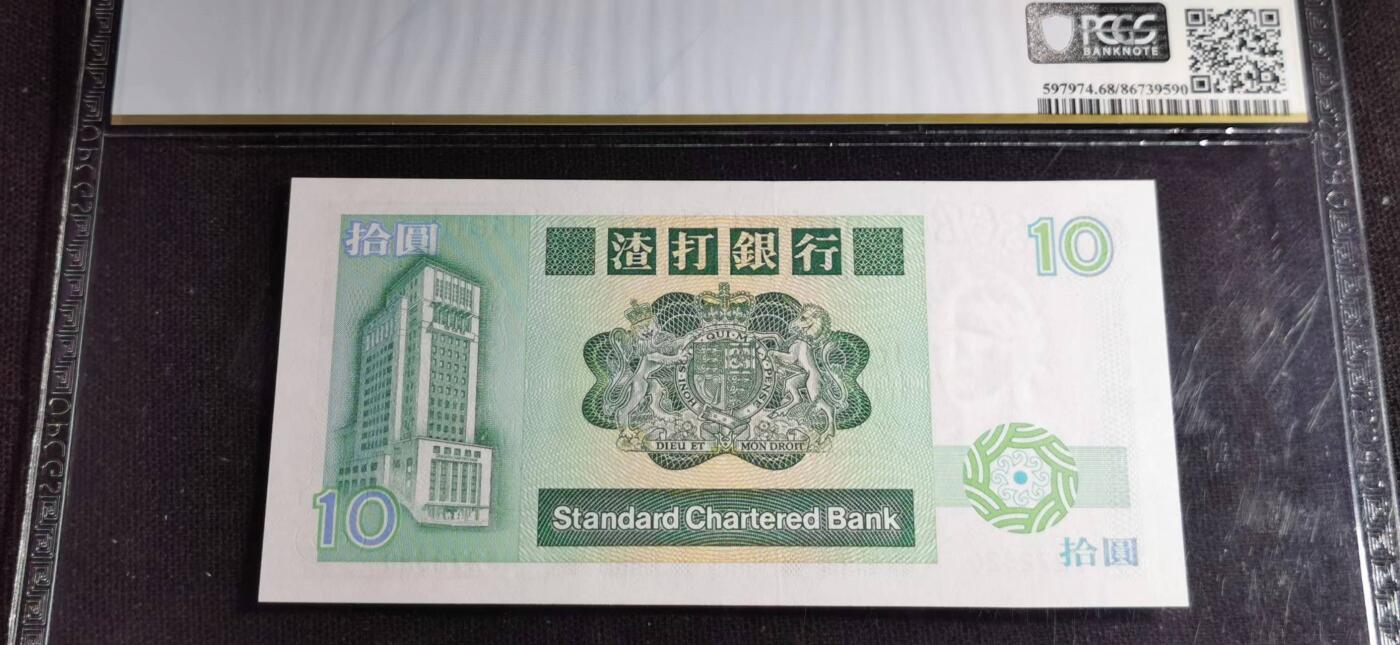 PCGS
BANKNOTE
597974.68/86739590
拾圓
渣打銀行
10
DIEU ET MON DROIT
Standard Chartered Bank
10
拾圓